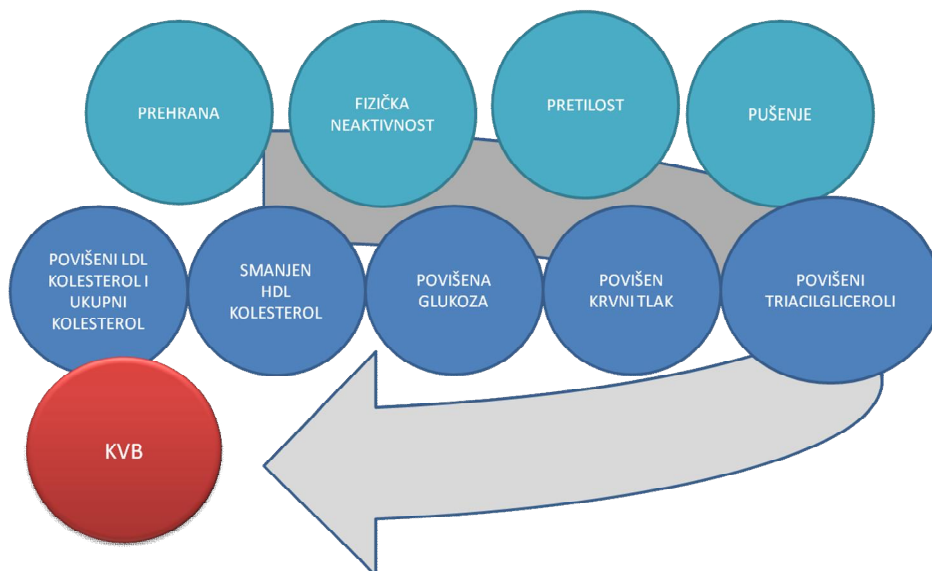 PREHRANA
FIZIČKA
NEAKTIVNOST
PRETILOST
PUŠENJE
POVIŠENI LDL
KOLESTEROL I
UKUPNI
KOLESTEROL
SMANJEN
HDL
KOLESTEROL
POVIŠENA
GLUKOZA
POVIŠEN
KRVNI TLAK
POVIŠENI
TRIACILGLICEROLI
KVB